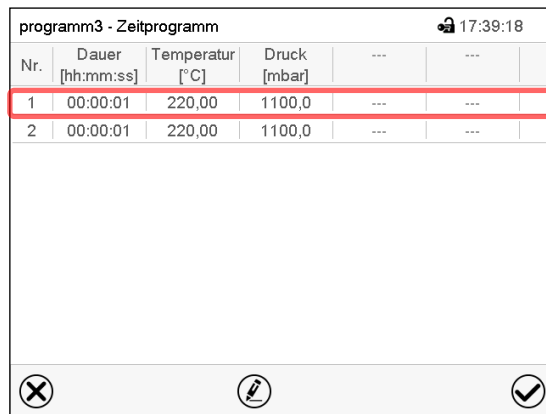 programm3 - Zeitprogramm 17:39:18
Nr. Dauer [hh:mm:ss] Temperatur [°C] Druck [mbar] --- ---
1 00:00:01 220,00 1100,0 --- ---
2 00:00:01 220,00 1100,0 --- ---